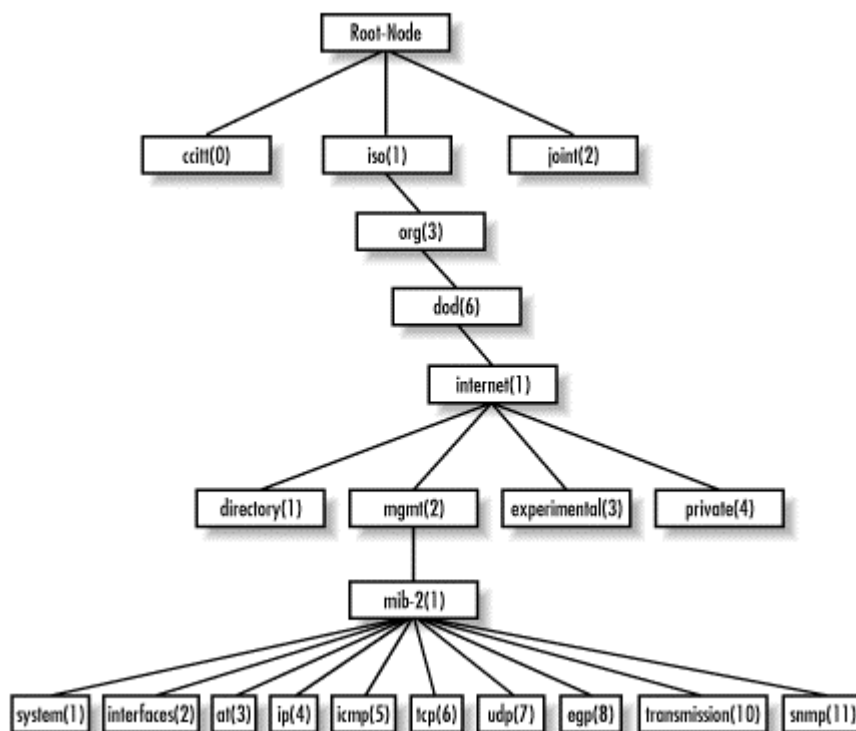 Root-Node
ccitt(0) iso(1) joint(2)
org(3)
dod(6)
internet(1)
directory(1) mgmt(2) experimental(3) private(4)
mib-2(1)
system(1) interfaces(2) at(3) ip(4) icmp(5) tcp(6) udp(7) egp(8) transmission(10) snmp(11)